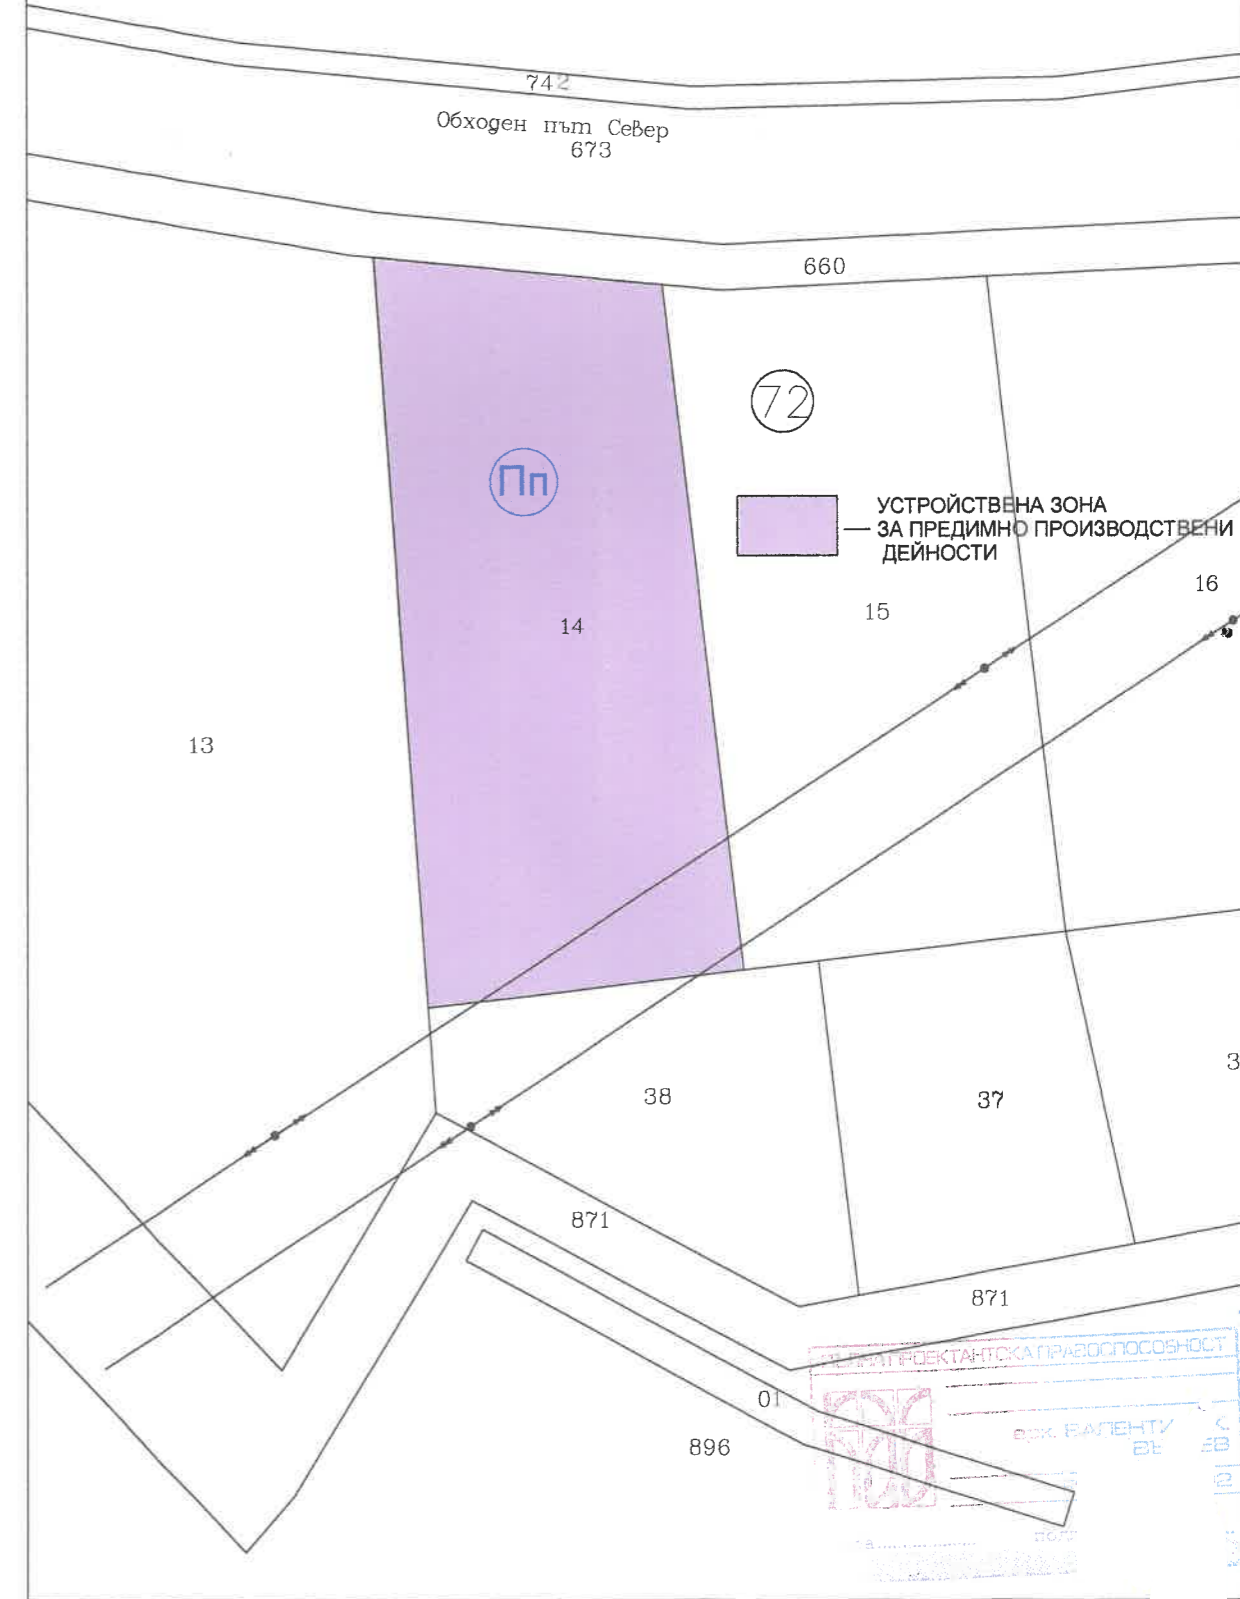 742
Обходен път Север
673
660
72
Пп
УСТРОЙСТВЕНА ЗОНА
ЗА ПРЕДИМНО ПРОИЗВОДСТВЕНИ
ДЕЙНОСТИ
16
15
14
13
38
37
3
871
871
ПРОЕКТАНТСКА ПРАВОСПОСОБНОСТ
01
896